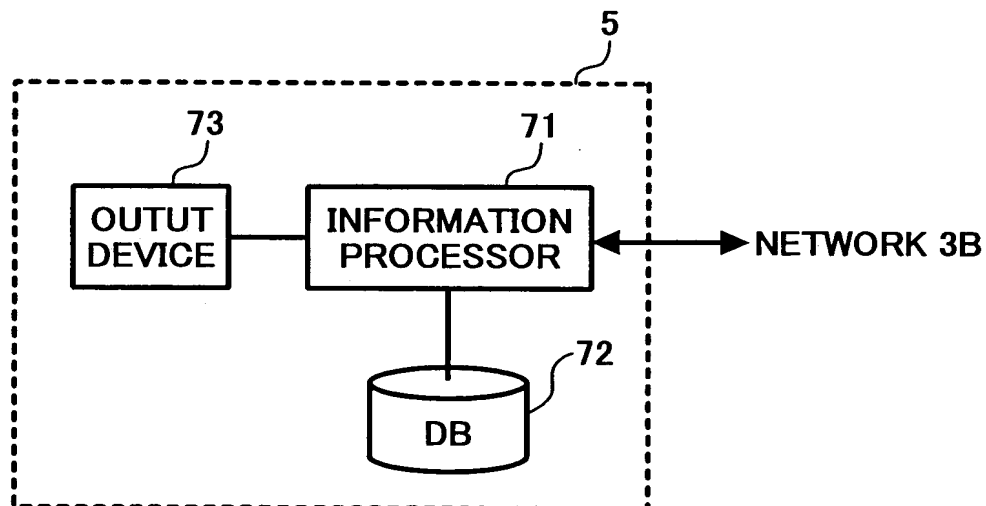 5
73
71
OUTUT
DEVICE
INFORMATION
PROCESSOR
NETWORK 3B
72
DB